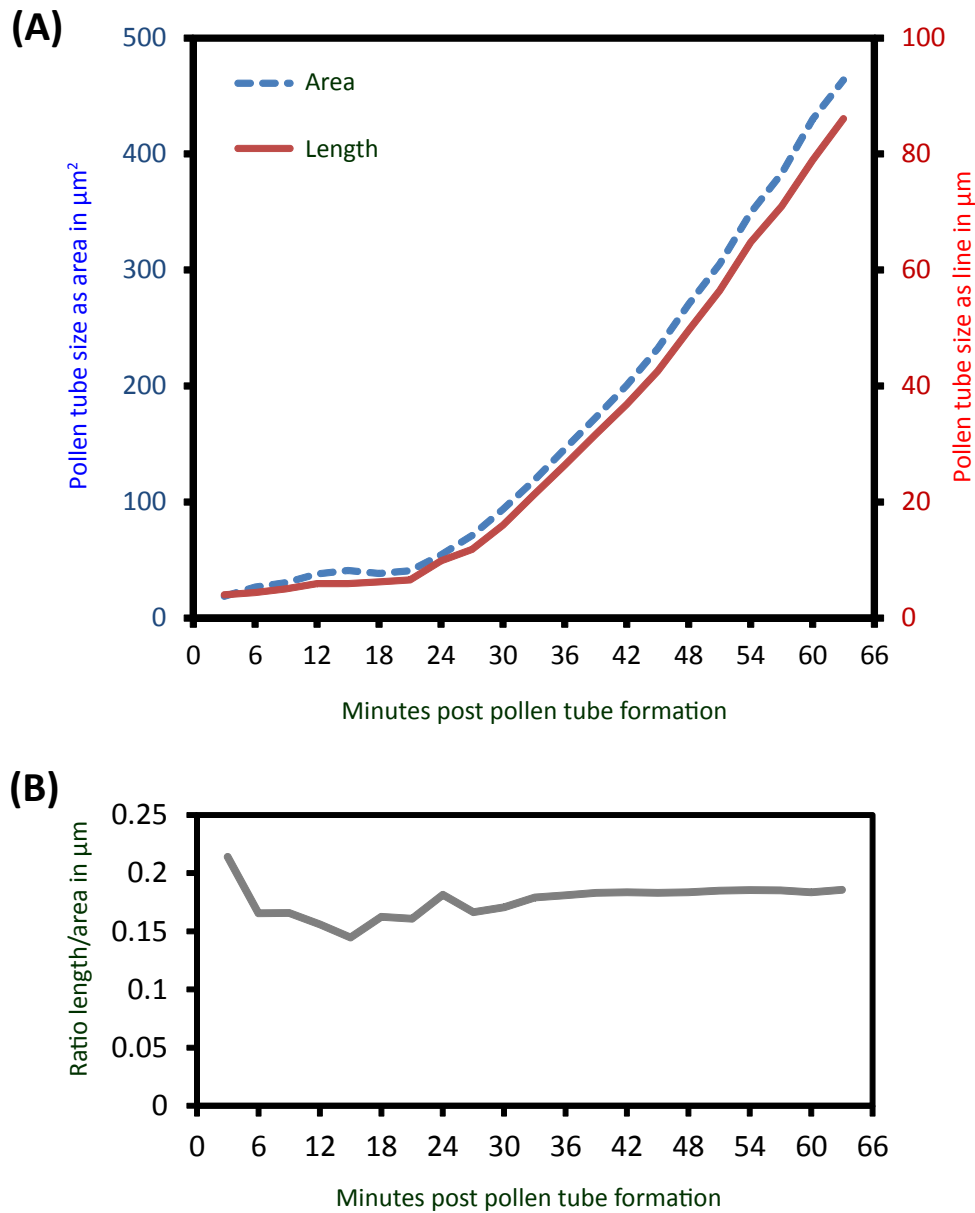 (A)
500
400
300
200
100
0
100
80
60
40
20
0
Area
Length
Pollen tube size as area in μm²
Pollen tube size as line in μm
0 6 12 18 24 30 36 42 48 54 60 66
Minutes post pollen tube formation
(B)
0.25
0.2
0.15
0.1
0.05
0
Ratio length/area in μm
0 6 12 18 24 30 36 42 48 54 60 66
Minutes post pollen tube formation